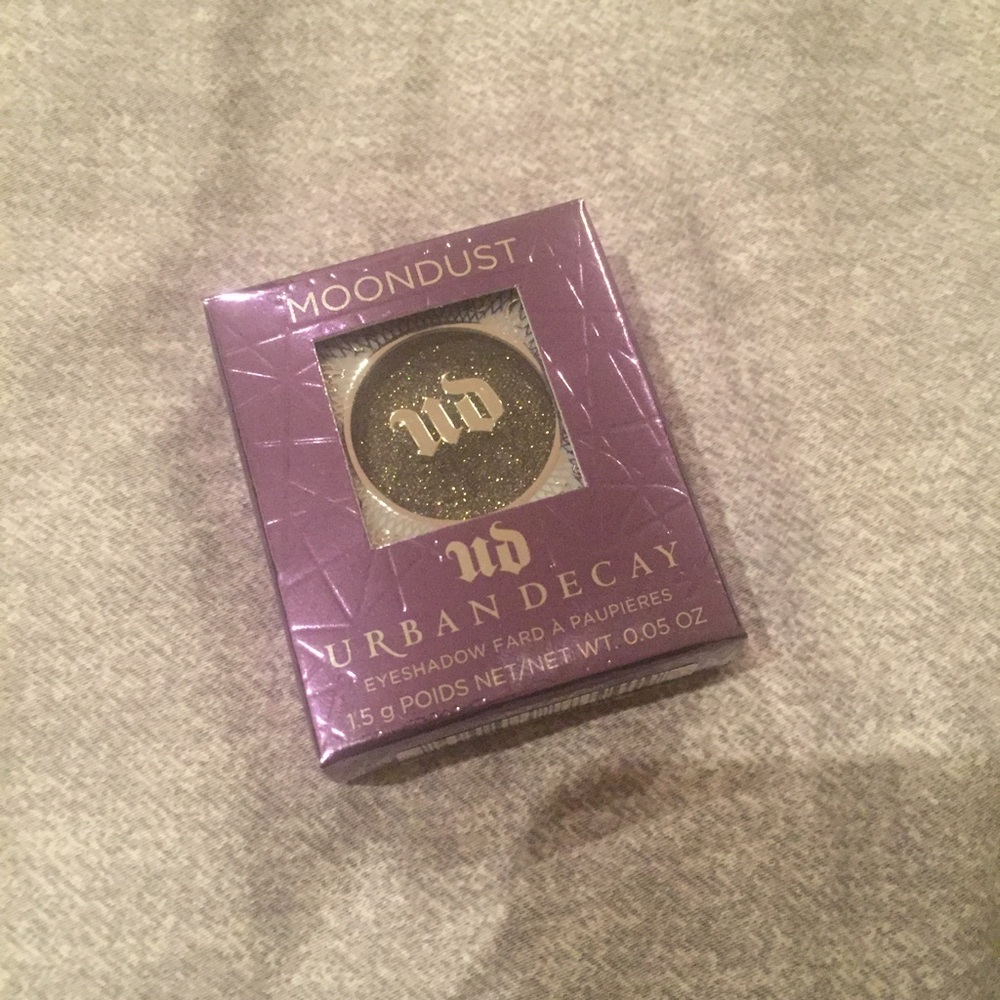 MOONDUST
ud
ud
URBAN DECAY
EYESHADOW FARD À PAUPIÈRES
1.5 g POIDS NET/NET WT. 0.05 OZ